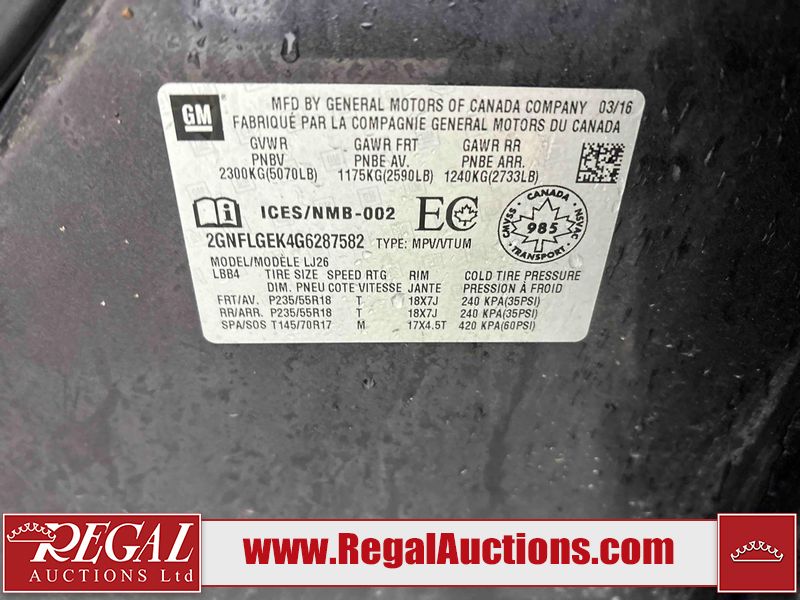 GM
MFD BY GENERAL MOTORS OF CANADA COMPANY 03/16
FABRIQUÉ PAR LA COMPAGNIE GENERAL MOTORS DU CANADA
GVWR GAWR FRT GAWR RR
PNBV PNBE AV. PNBE ARR.
2300KG(5070LB) 1175KG(2590LB) 1240KG(2733LB)
ICES/NMB-002 EC
CANADA
CMVSS 985 NSVAC
TRANSPORT
2GNFLGEK4G6287582 TYPE: MPV/VTUM
MODEL/MODÈLE LJ26
LBB4 TIRE SIZE SPEED RTG RIM COLD TIRE PRESSURE
DIM. PNEU COTE VITESSE JANTE PRESSION À FROID
FRT/AV. P235/55R18 T 18X7J 240 KPA(35PSI)
RR/ARR. P235/55R18 T 18X7J 240 KPA(35PSI)
SPA/SOS T145/70R17 M 17X4.5T 420 KPA(60PSI)
REGAL
AUCTIONS Ltd
www.RegalAuctions.com